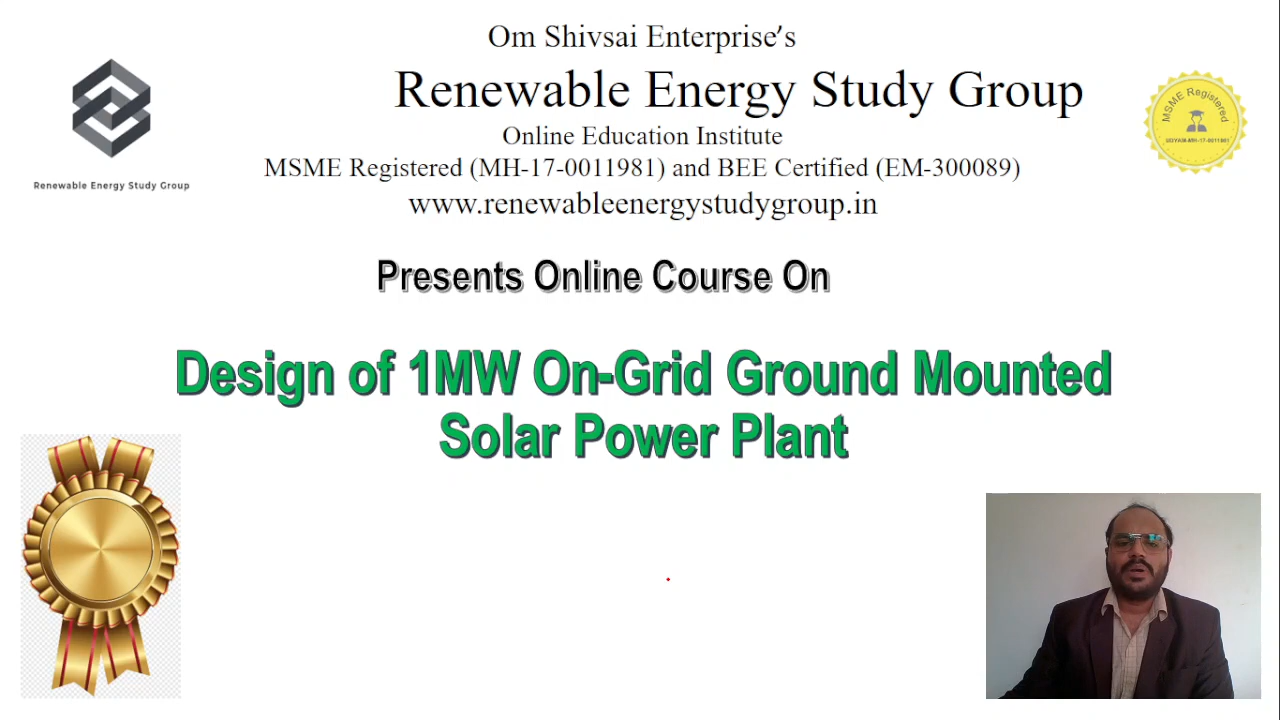 Om Shivsai Enterprise's
Renewable Energy Study Group
Online Education Institute
MSME Registered (MH-17-0011981) and BEE Certified (EM-300089)
www.renewableenergystudygroup.in
Renewable Energy Study Group
MSME Registered
Presents Online Course On
Design of 1MW On-Grid Ground Mounted
Solar Power Plant